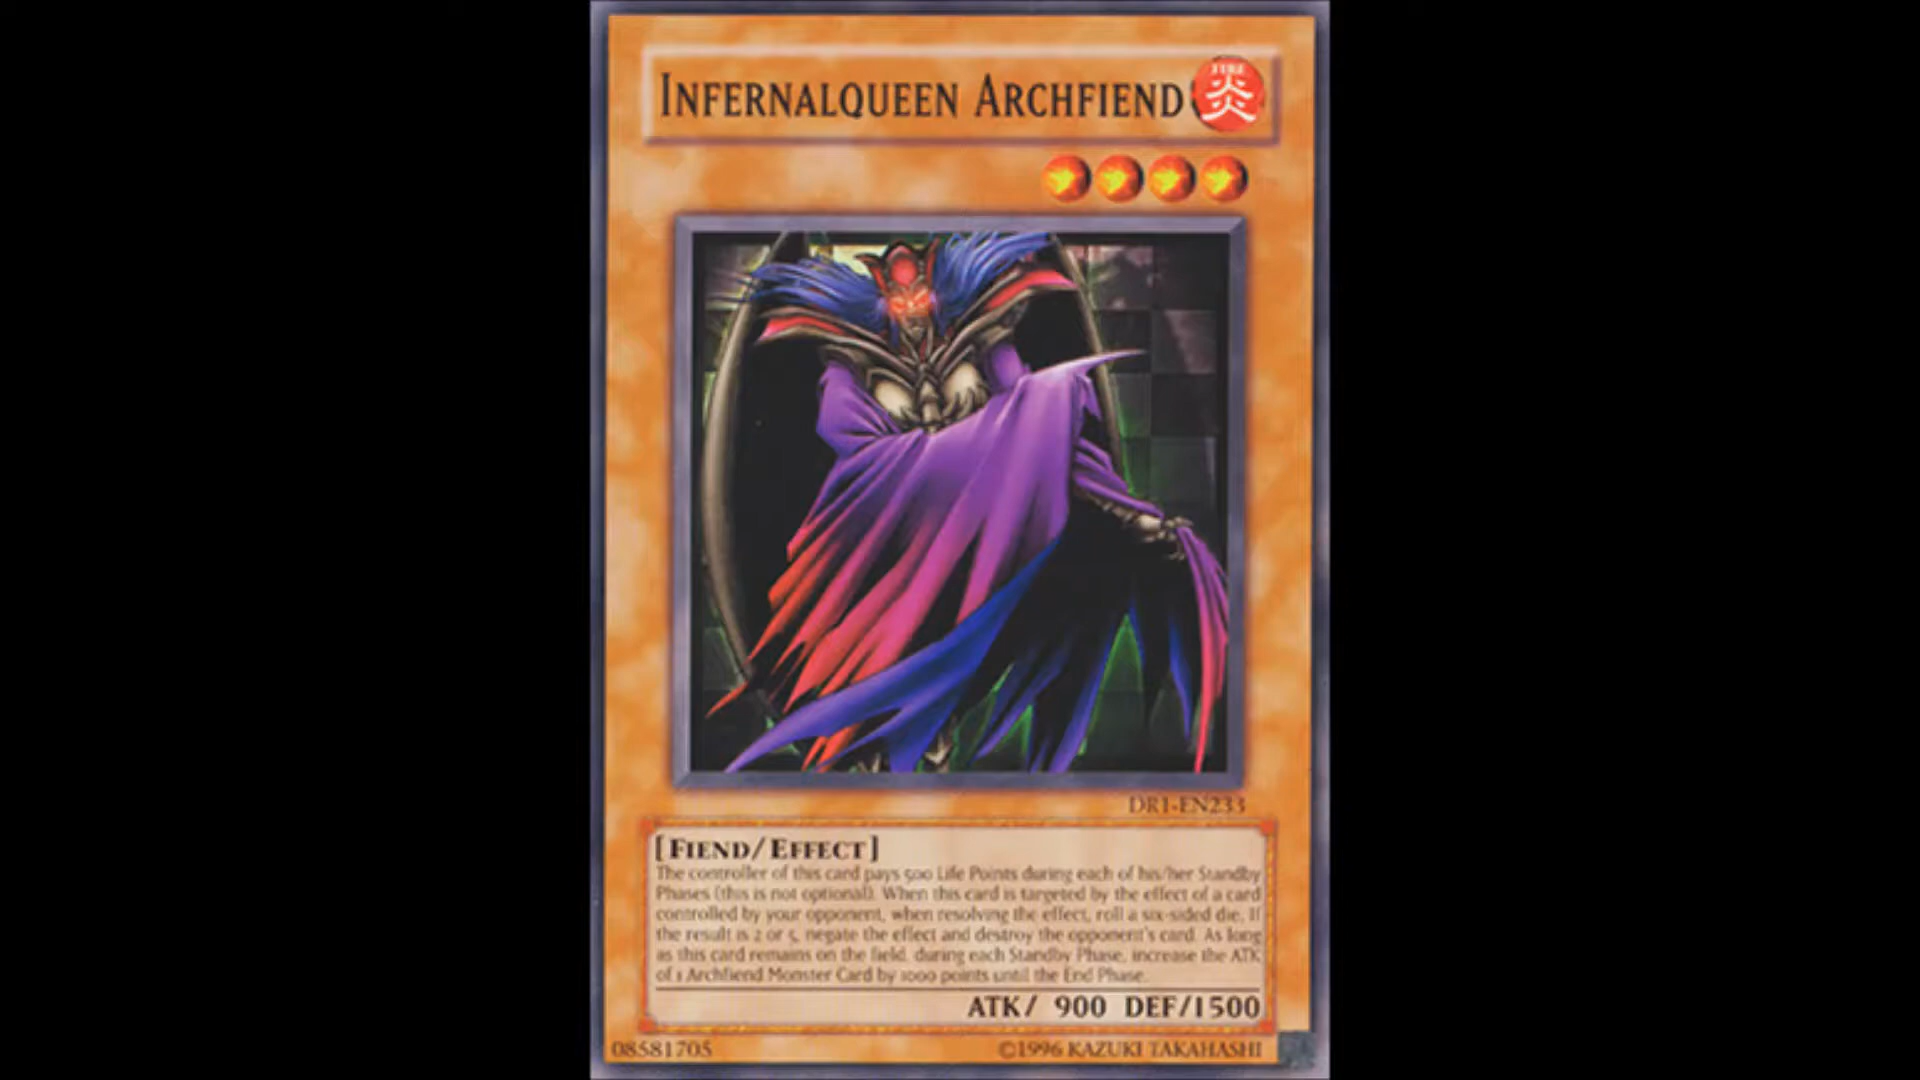 INFERNALQUEEN ARCHFIEND
FIRE
炎
DR1-EN233
[FIEND/EFFECT]
The controller of this card pays 500 Life Points during each of his/her Standby
Phases (this is not optional). When this card is targeted by the effect of a card
controlled by your opponent, when resolving the effect, roll a six-sided die. If
the result is 2 or 5, negate the effect and destroy the opponent's card. As long
as this card remains on the field, during each Standby Phase, increase the ATK
of 1 Archfiend Monster Card by 1000 points until the End Phase.
ATK/ 900 DEF/1500
08581705
©1996 KAZUKI TAKAHASHI